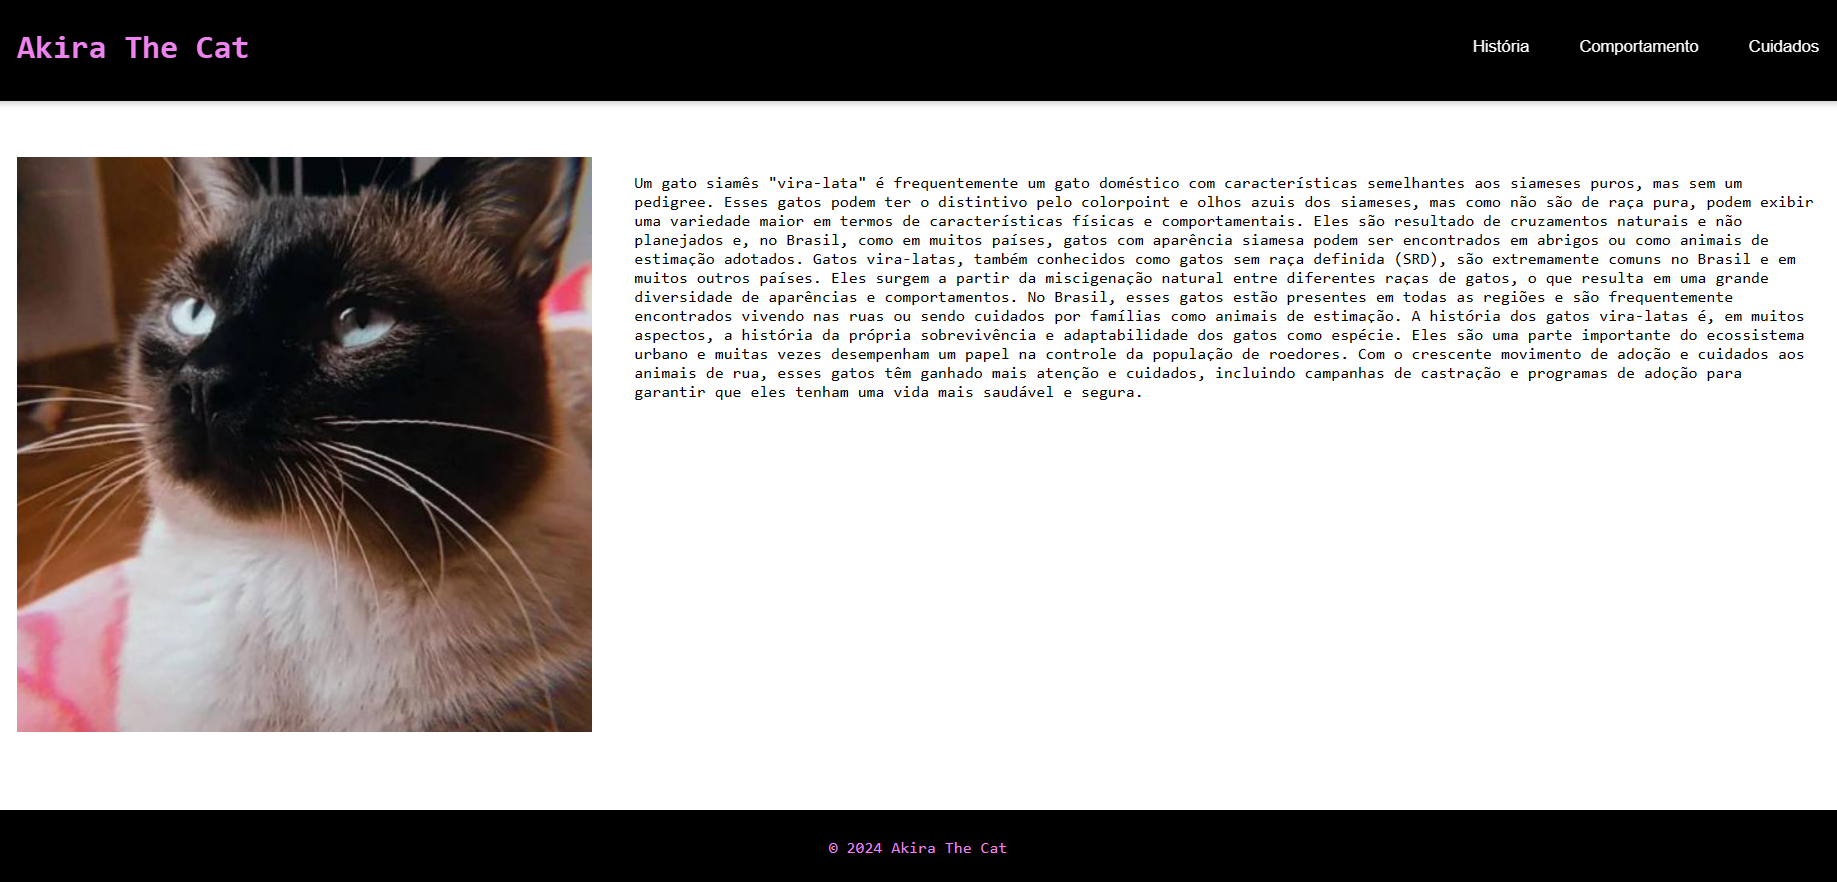 Akira The Cat
História Comportamento Cuidados
Um gato siamês "vira-lata" é frequentemente um gato doméstico com características semelhantes aos siameses puros, mas sem um
pedigree. Esses gatos podem ter o distintivo pelo colorpoint e olhos azuis dos siameses, mas como não são de raça pura, podem exibir
uma variedade maior em termos de características físicas e comportamentais. Eles são resultado de cruzamentos naturais e não
planejados e, no Brasil, como em muitos países, gatos com aparência siamesa podem ser encontrados em abrigos ou como animais de
estimação adotados. Gatos vira-latas, também conhecidos como gatos sem raça definida (SRD), são extremamente comuns no Brasil e em
muitos outros países. Eles surgem a partir da miscigenação natural entre diferentes raças de gatos, o que resulta em uma grande
diversidade de aparências e comportamentos. No Brasil, esses gatos estão presentes em todas as regiões e são frequentemente
encontrados vivendo nas ruas ou sendo cuidados por famílias como animais de estimação. A história dos gatos vira-latas é, em muitos
aspectos, a história da própria sobrevivência e adaptabilidade dos gatos como espécie. Eles são uma parte importante do ecossistema
urbano e muitas vezes desempenham um papel na controle da população de roedores. Com o crescente movimento de adoção e cuidados aos
animais de rua, esses gatos têm ganhado mais atenção e cuidados, incluindo campanhas de castração e programas de adoção para
garantir que eles tenham uma vida mais saudável e segura.
© 2024 Akira The Cat